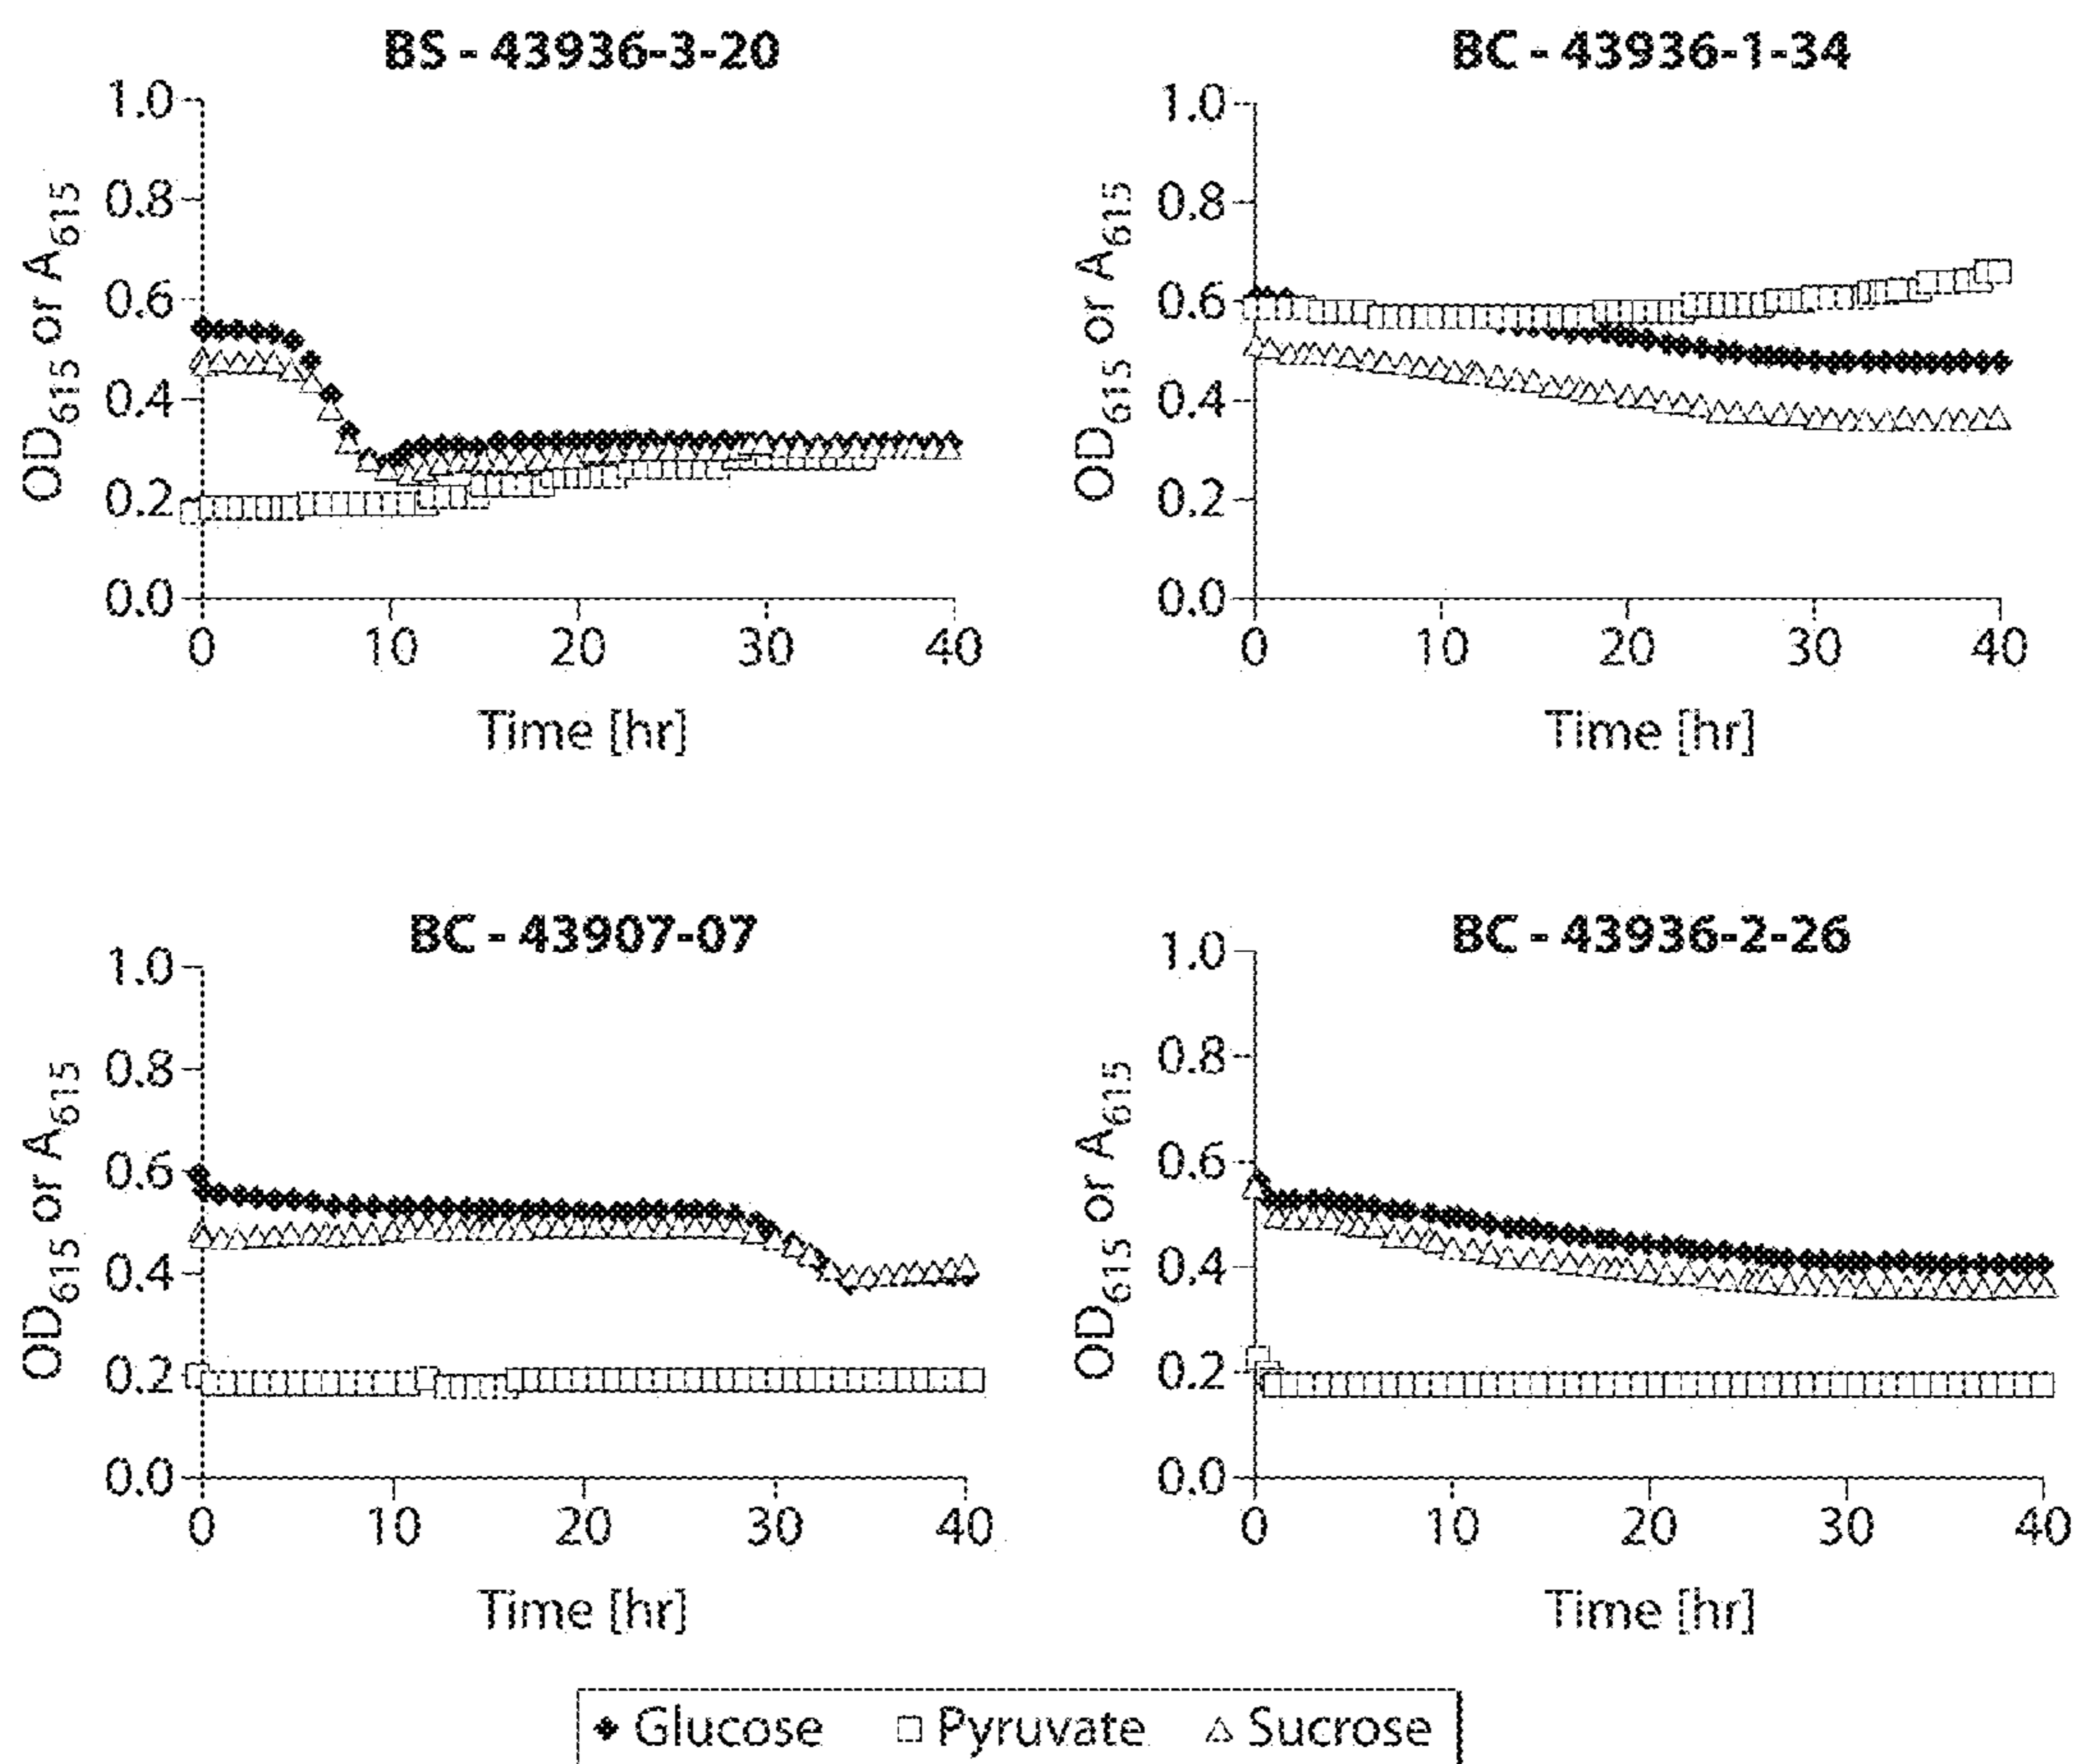 BS - 43936-3-20
1.0
0.8
0.6
0.4
0.2
0.0
OD615 or A615
0 10 20 30 40
Time [hr]
BC - 43936-1-34
1.0
0.8
0.6
0.4
0.2
0.0
OD615 or A615
0 10 20 30 40
Time [hr]
BC - 43907-07
1.0
0.8
0.6
0.4
0.2
0.0
OD615 or A615
0 10 20 30 40
Time [hr]
BC - 43936-2-26
1.0
0.8
0.6
0.4
0.2
0.0
OD615 or A615
0 10 20 30 40
Time [hr]
Glucose Pyruvate Sucrose